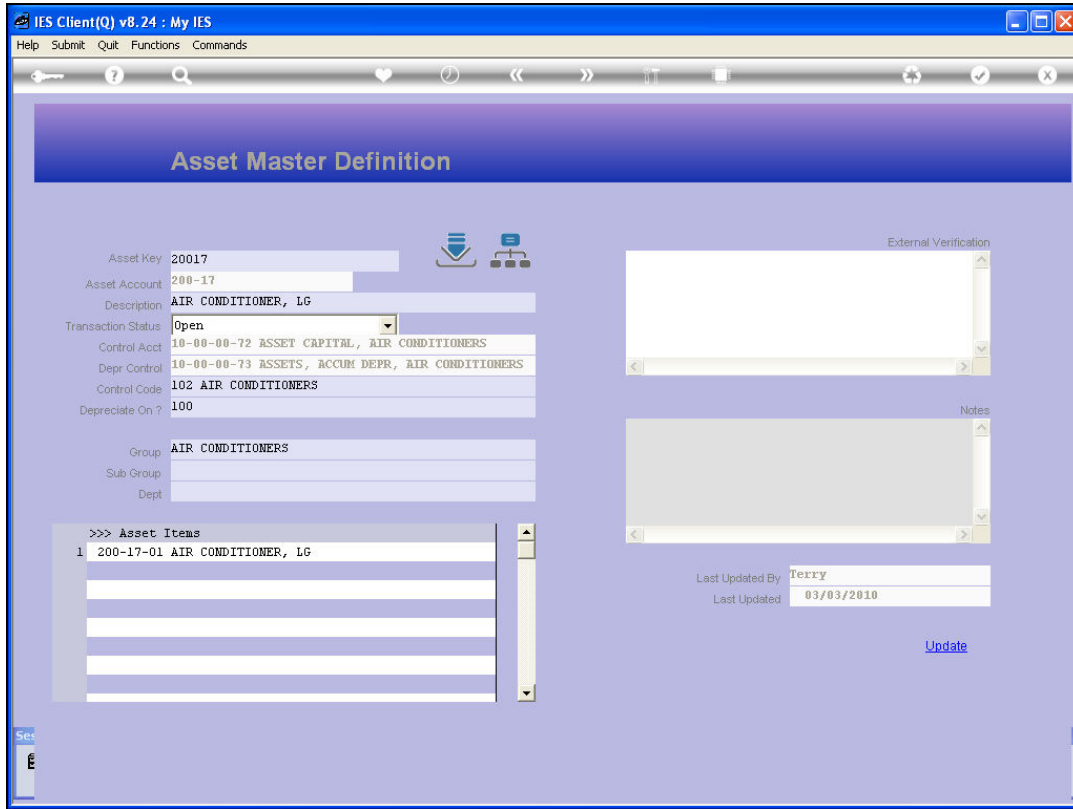 IES Client(Q) v8.24 : My IES
Help Submit Quit Functions Commands
Asset Master Definition
Asset Key 20017
Asset Account 200-17
Description AIR CONDITIONER, LG
Transaction Status Open
Control Acct 10-00-00-72 ASSET CAPITAL, AIR CONDITIONERS
Depr Control 10-00-00-73 ASSETS, ACCUM DEPR, AIR CONDITIONERS
Control Code 102 AIR CONDITIONERS
Depreciate On ? 100
Group AIR CONDITIONERS
Sub Group
Dept
>>> Asset Items
1 200-17-01 AIR CONDITIONER, LG
External Verification
Notes
Last Updated By Terry
Last Updated 03/03/2010
Update
Ses